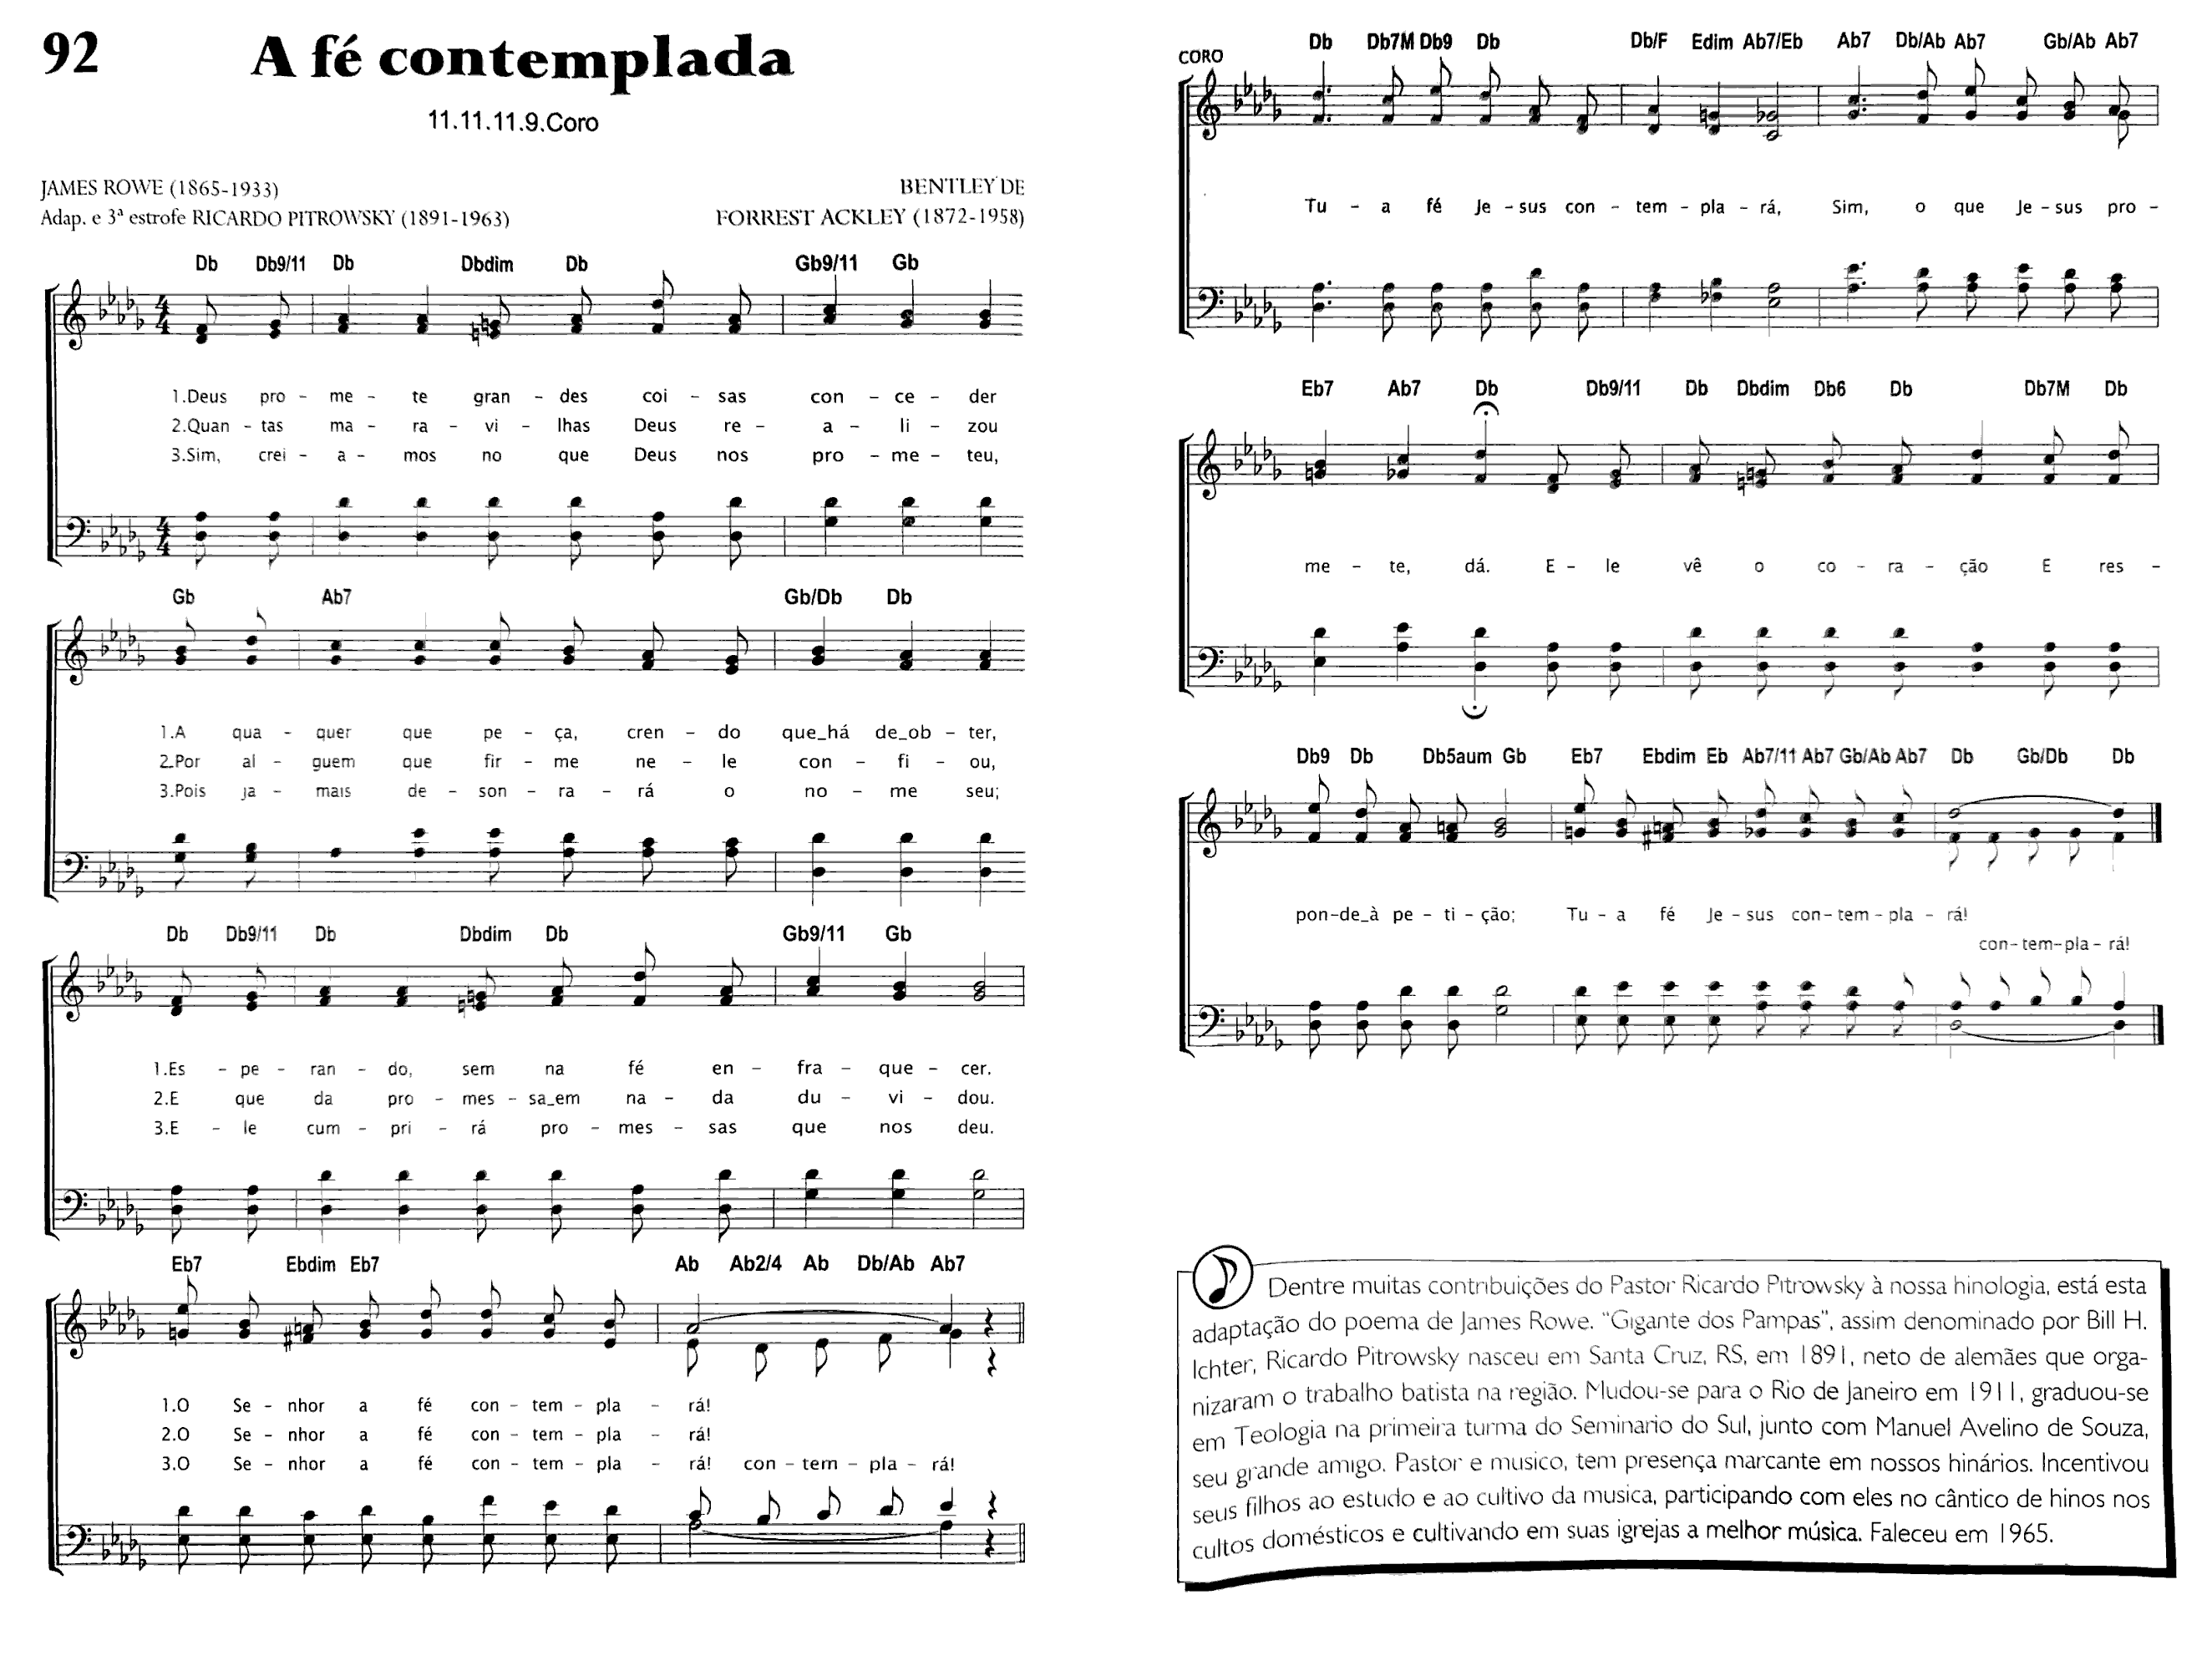 92
A fé contemplada
11.11.11.9.Coro
JAMES ROWE (1865-1933)
Adap. e 3ª estrofe RICARDO PITROWSKY (1891-1963)
BENTLEY DE
FORREST ACKLEY (1872-1958)
Db Db9/11 Db Dbdim Db Gb9/11 Gb
4 4
1.Deus pro – me – te gran – des coi – sas con – ce – der
2.Quan – tas ma – ra – vi – lhas Deus re – a – li – zou
3.Sim, crei – a – mos no que Deus nos pro – me – teu,
4 4
Gb Ab7 Gb/Db Db
1.A qua – quer que pe – ça, cren – do que_há de_ob – ter,
2.Por al – guem que fir – me ne – le con – fi – ou,
3.Pois ja – mais de – son – ra – rá o no – me seu;
Db Db9/11 Db Dbdim Db Gb9/11 Gb
1.Es – pe – ran – do, sem na fé en – fra – que – cer.
2.E que da pro – mes – sa_em na – da du – vi – dou.
3.E – le cum – pri – rá pro – mes – sas que nos deu.
Eb7 Ebdim Eb7 Ab Ab2/4 Ab Db/Ab Ab7
1.O Se – nhor a fé con – tem – pla – rá!
2.O Se – nhor a fé con – tem – pla – rá!
3.O Se – nhor a fé con – tem – pla – rá! con – tem – pla – rá!
CORO
Db Db7M Db9 Db Db/F Edim Ab7/Eb Ab7 Db/Ab Ab7 Gb/Ab Ab7
Tu – a fé Je – sus con – tem – pla – rá, Sim, o que Je – sus pro –
Eb7 Ab7 Db Db9/11 Db Dbdim Db6 Db Db7M Db
me – te, dá. E – le vê o co – ra – ção E res –
Db9 Db Db5aum Gb Eb7 Ebdim Eb Ab7/11 Ab7 Gb/Ab Ab7 Db Gb/Db Db
pon–de_à pe – ti – ção; Tu – a fé Je – sus con – tem – pla – rá!
con – tem – pla – rá!
Dentre muitas contribuições do Pastor Ricardo Pitrowsky à nossa hinologia, está esta
adaptação do poema de James Rowe. "Gigante dos Pampas", assim denominado por Bill H.
Ichter, Ricardo Pitrowsky nasceu em Santa Cruz, RS, em 1891, neto de alemães que orga-
nizaram o trabalho batista na região. Mudou-se para o Rio de Janeiro em 1911, graduou-se
em Teologia na primeira turma do Seminario do Sul, junto com Manuel Avelino de Souza,
seu grande amigo. Pastor e musico, tem presença marcante em nossos hinários. Incentivou
seus filhos ao estudo e ao cultivo da musica, participando com eles no cântico de hinos nos
cultos domésticos e cultivando em suas igrejas a melhor música. Faleceu em 1965.